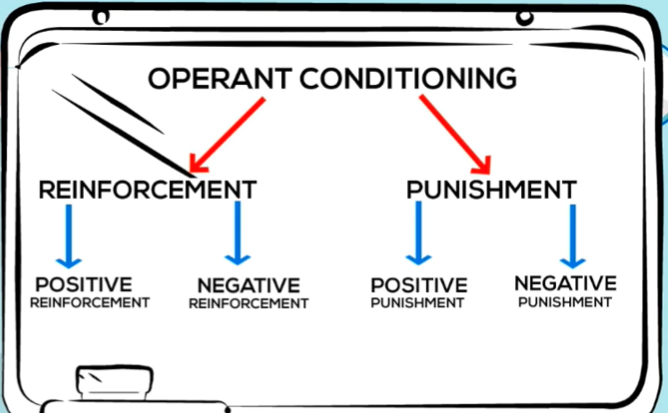 OPERANT CONDITIONING
REINFORCEMENT
PUNISHMENT
POSITIVE
REINFORCEMENT
NEGATIVE
REINFORCEMENT
POSITIVE
PUNISHMENT
NEGATIVE
PUNISHMENT